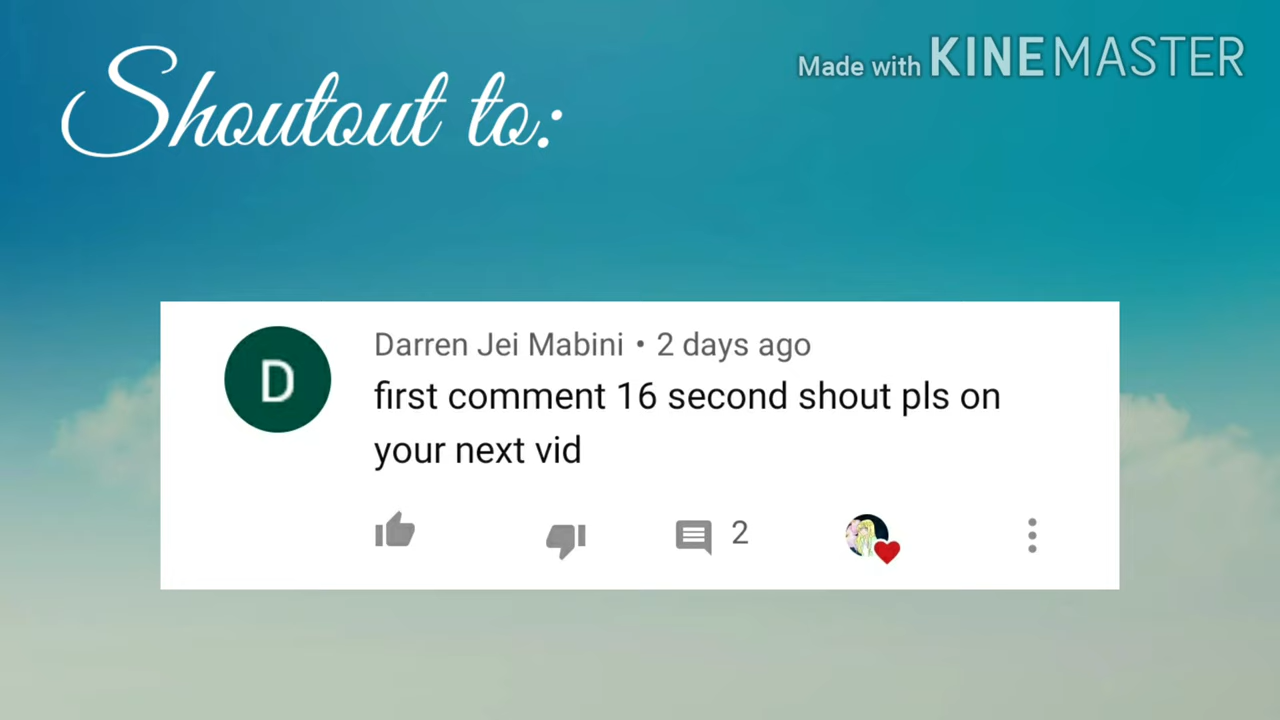 Shoutout to:
Made with KINEMASTER
D
Darren Jei Mabini • 2 days ago
first comment 16 second shout pls on
your next vid
2